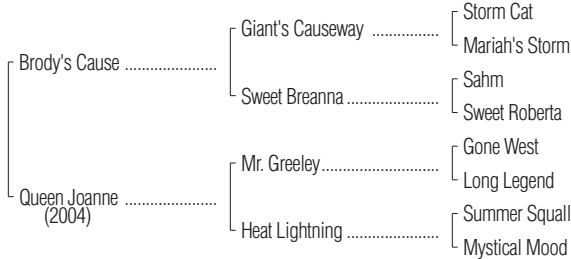 Storm Cat
Giant's Causeway ..................
Mariah's Storm
Brody's Cause .........................
Sahm
Sweet Breanna .........................
Sweet Roberta
Gone West
Mr. Greeley................................
Long Legend
Queen Joanne ........................
(2004)
Summer Squall
Heat Lightning .........................
Mystical Mood